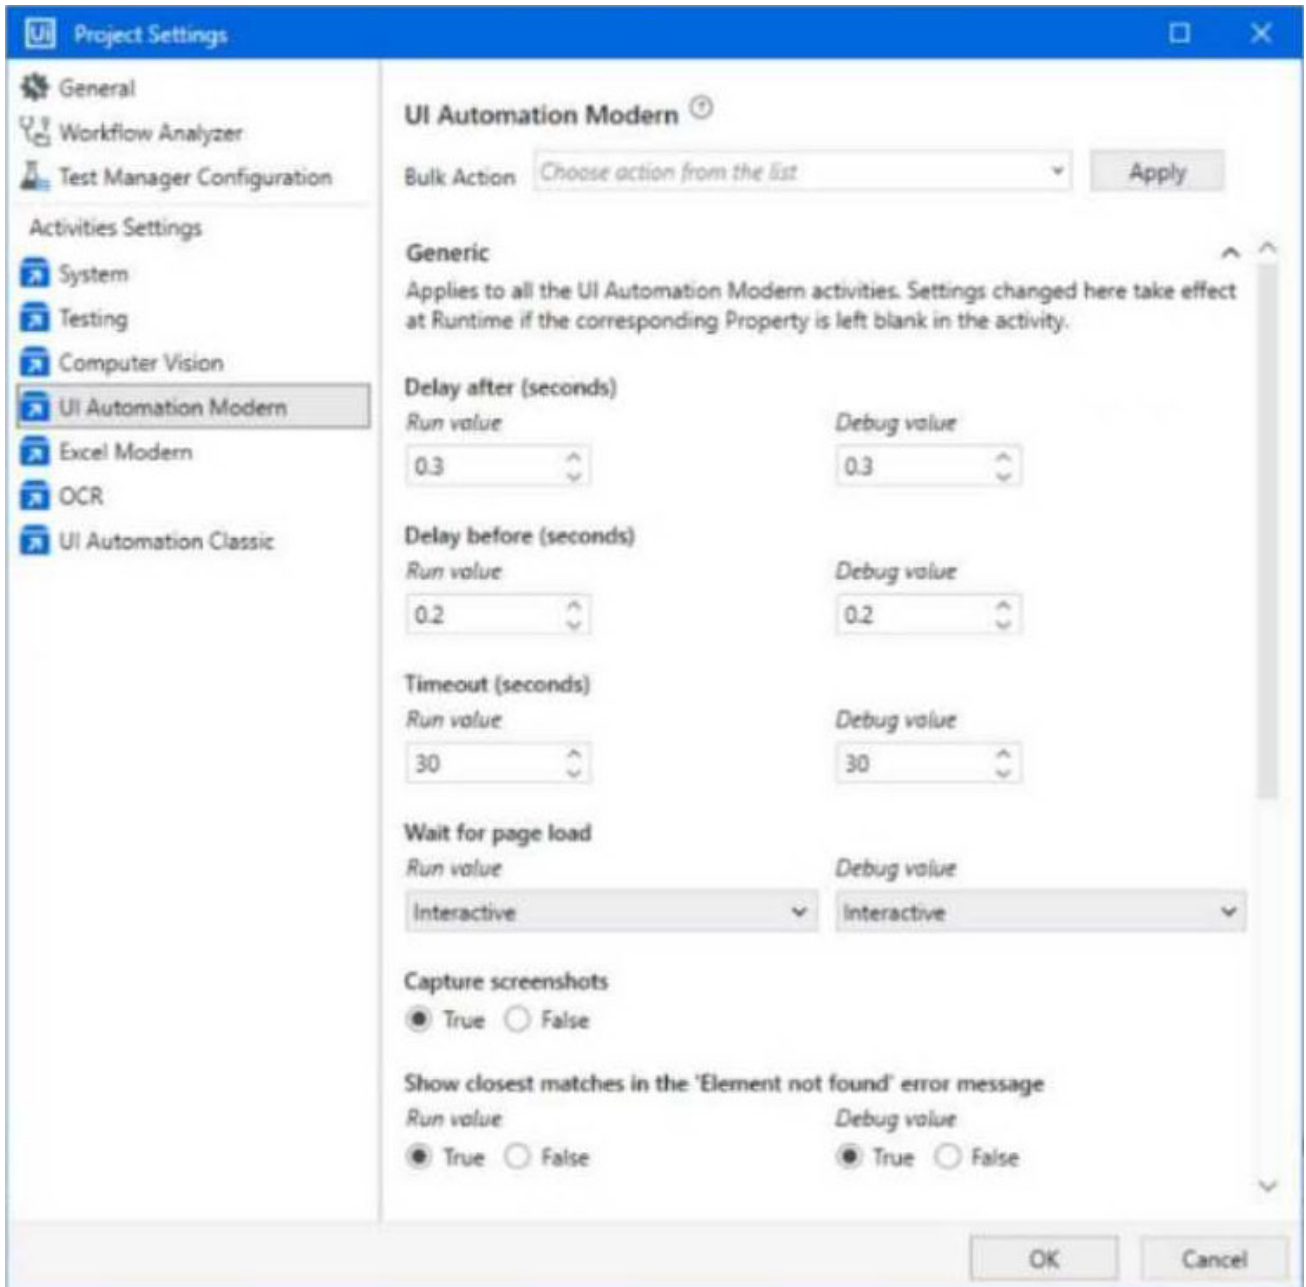 Ui Project Settings
General
Workflow Analyzer
Test Manager Configuration
Activities Settings
System
Testing
Computer Vision
UI Automation Modern
Excel Modern
OCR
UI Automation Classic
UI Automation Modern ?
Bulk Action Choose action from the list Apply
Generic
Applies to all the UI Automation Modern activities. Settings changed here take effect
at Runtime if the corresponding Property is left blank in the activity.
Delay after (seconds)
Run value Debug value
0.3 0.3
Delay before (seconds)
Run value Debug value
0.2 0.2
Timeout (seconds)
Run value Debug value
30 30
Wait for page load
Run value Debug value
Interactive Interactive
Capture screenshots
True False
Show closest matches in the 'Element not found' error message
Run value Debug value
True False True False
OK Cancel